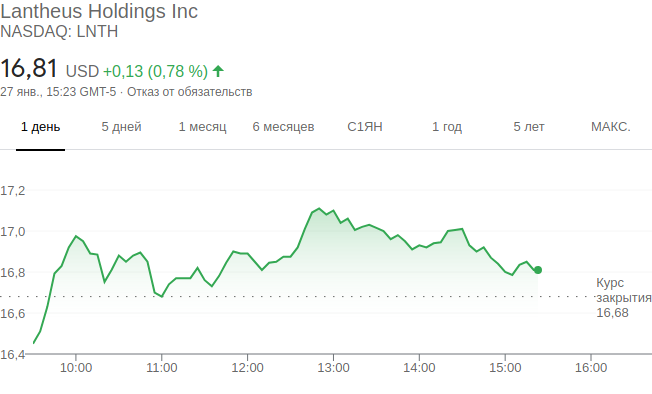 Lantheus Holdings Inc
NASDAQ: LNTH
16,81 USD +0,13 (0,78 %)
27 янв., 15:23 GMT-5 · Отказ от обязательств
1 день 5 дней 1 месяц 6 месяцев С1ЯН 1 год 5 лет МАКС.
17,2
17,0
16,8
Курс
закрытия
16,6
16,68
16,4
10:00 11:00 12:00 13:00 14:00 15:00 16:00